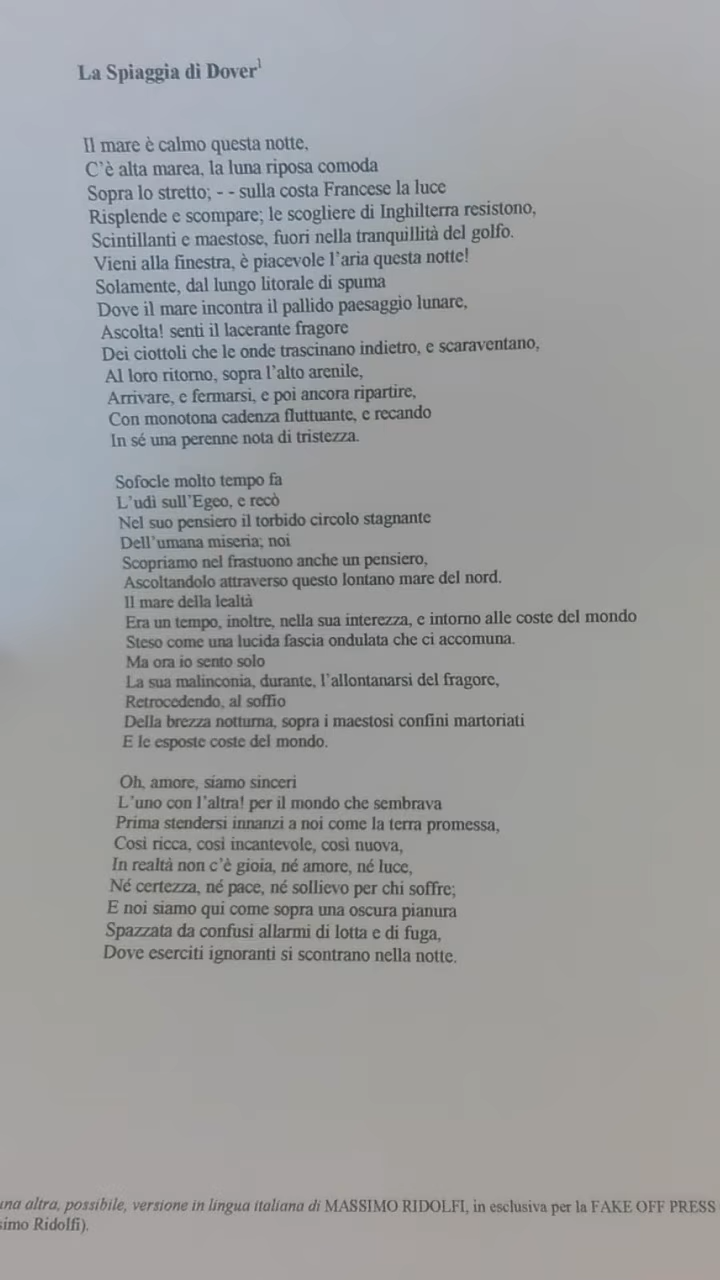 La Spiaggia di Dover¹
Il mare è calmo questa notte,
C'è alta marea, la luna riposa comoda
Sopra lo stretto; - - sulla costa Francese la luce
Risplende e scompare; le scogliere di Inghilterra resistono,
Scintillanti e maestose, fuori nella tranquillità del golfo.
Vieni alla finestra, è piacevole l'aria questa notte!
Solamente, dal lungo litorale di spuma
Dove il mare incontra il pallido paesaggio lunare,
Ascolta! senti il lacerante fragore
Dei ciottoli che le onde trascinano indietro, e scaraventano,
Al loro ritorno, sopra l'alto arenile,
Arrivare, e fermarsi, e poi ancora ripartire,
Con monotona cadenza fluttuante, e recando
In sé una perenne nota di tristezza.
Sofocle molto tempo fa
L'udì sull'Egeo, e recò
Nel suo pensiero il torbido circolo stagnante
Dell'umana miseria; noi
Scopriamo nel frastuono anche un pensiero,
Ascoltandolo attraverso questo lontano mare del nord.
Il mare della lealtà
Era un tempo, inoltre, nella sua interezza, e intorno alle coste del mondo
Steso come una lucida fascia ondulata che ci accomuna.
Ma ora io sento solo
La sua malinconia, durante, l'allontanarsi del fragore,
Retrocedendo, al soffio
Della brezza notturna, sopra i maestosi confini martoriati
E le esposte coste del mondo.
Oh, amore, siamo sinceri
L'uno con l'altra! per il mondo che sembrava
Prima stendersi innanzi a noi come la terra promessa,
Così ricca, così incantevole, così nuova,
In realtà non c'è gioia, né amore, né luce,
Né certezza, né pace, né sollievo per chi soffre;
E noi siamo qui come sopra una oscura pianura
Spazzata da confusi allarmi di lotta e di fuga,
Dove eserciti ignoranti si scontrano nella notte.
una altra, possibile, versione in lingua italiana di MASSIMO RIDOLFI, in esclusiva per la FAKE OFF PRESS
simo Ridolfi).